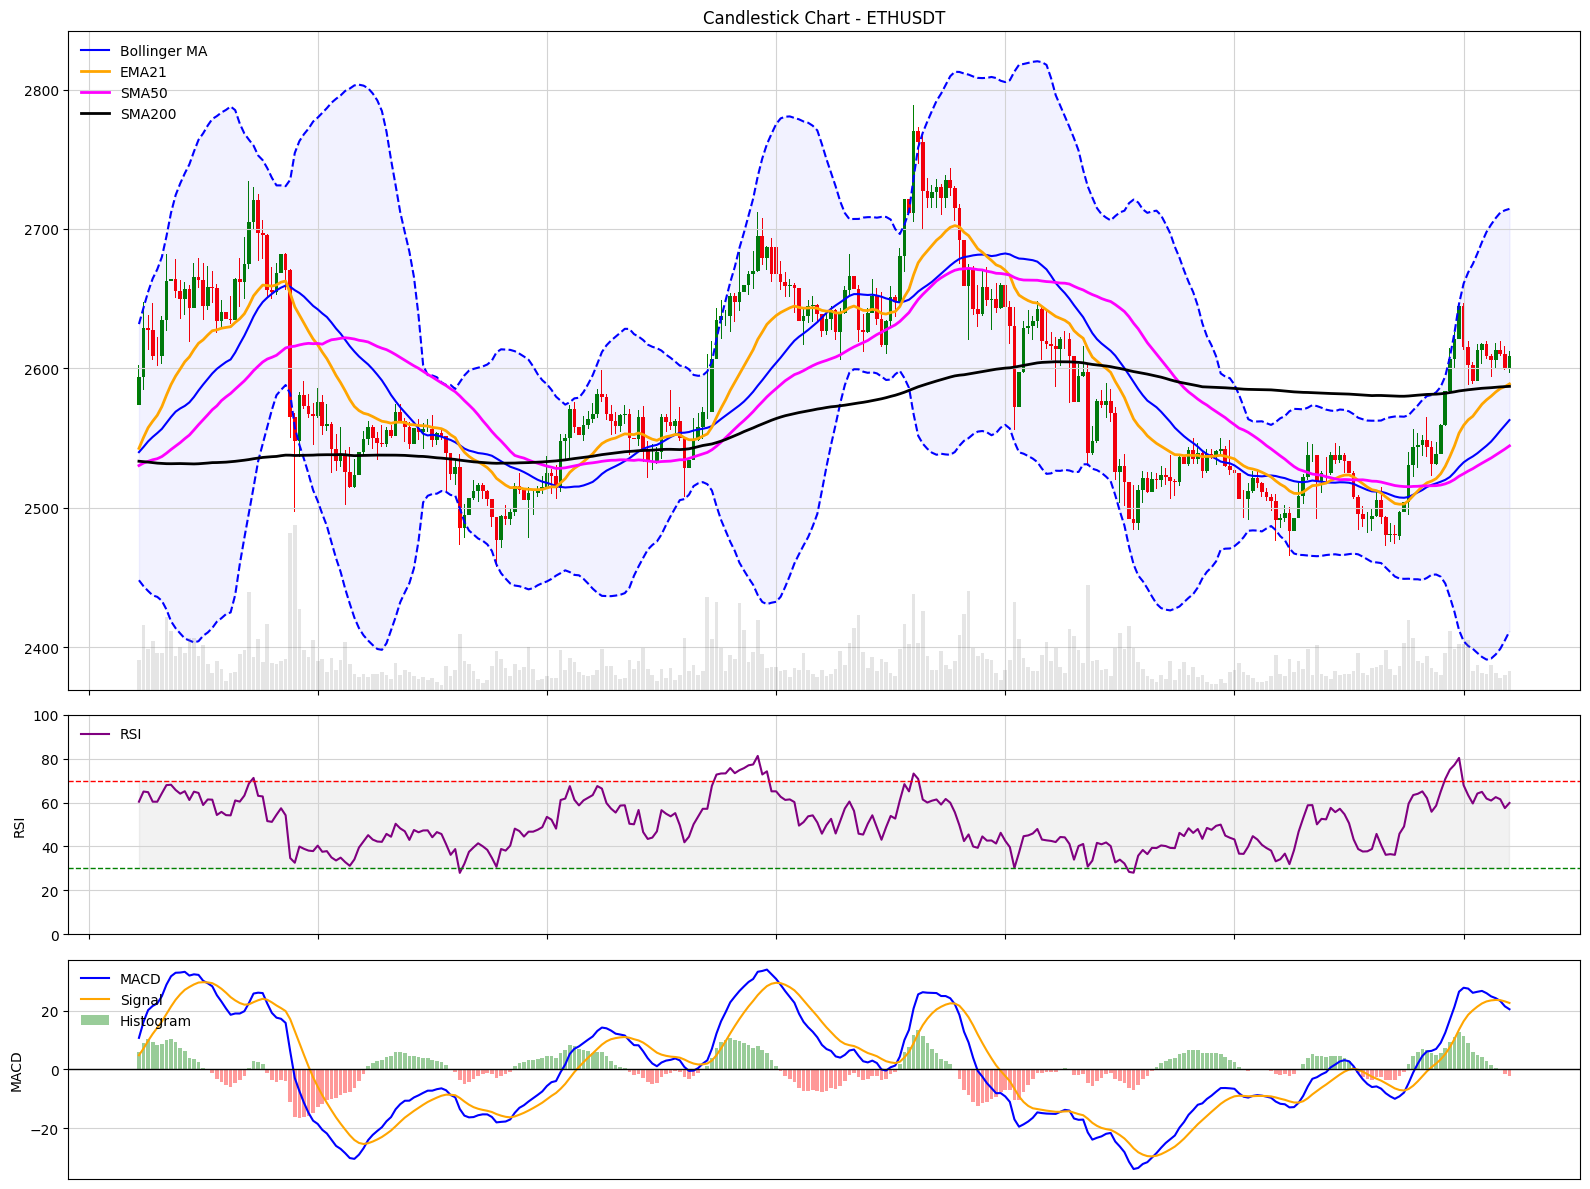 Candlestick Chart - ETHUSDT
Bollinger MA
EMA21
SMA50
SMA200
2800
2700
2600
2500
2400
RSI
100
80
60
40
20
0
RSI
MACD
Signal
Histogram
20
0
−20
MACD